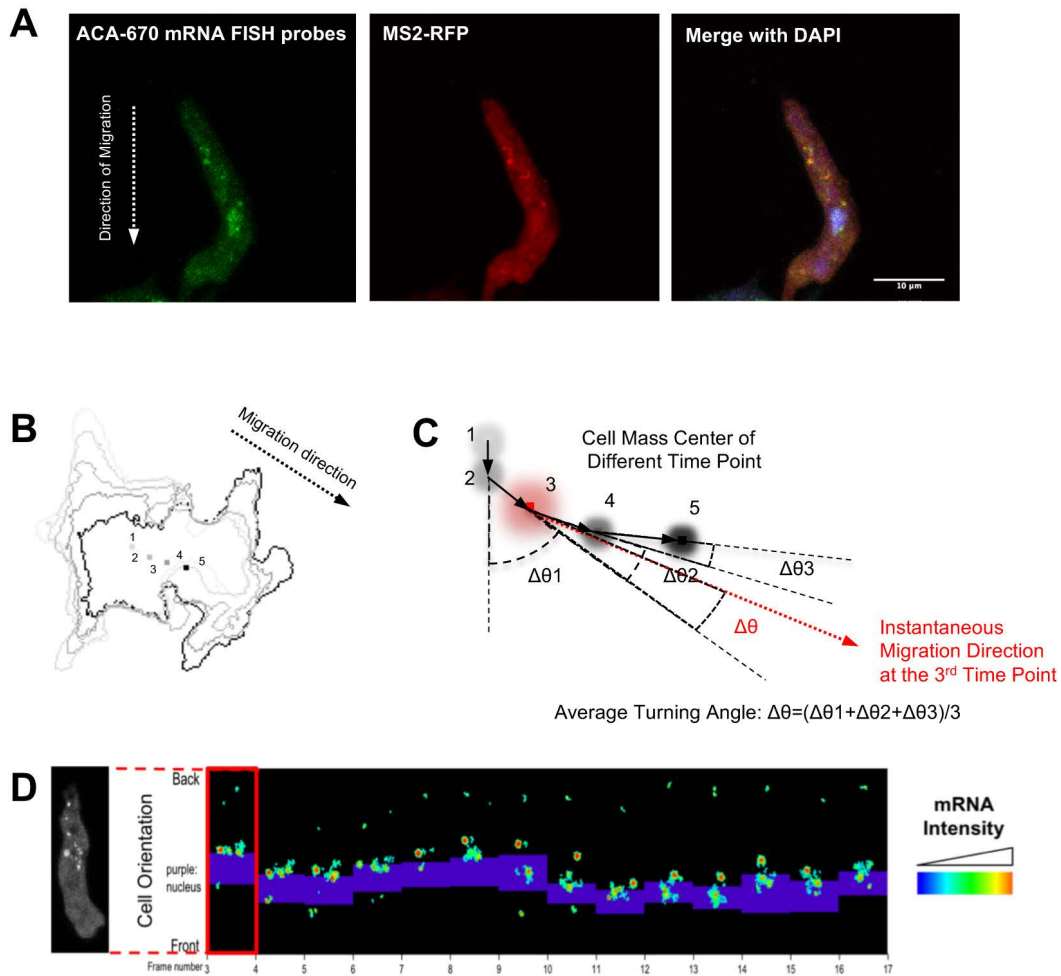 A
ACA-670 mRNA FISH probes
MS2-RFP
Merge with DAPI
Direction of Migration
10 μm
B
Migration direction
1
2
3
4
5
C
1
2
3
4
5
Cell Mass Center of
Different Time Point
Δθ1
Δθ2
Δθ3
Δθ
Instantaneous
Migration Direction
at the 3rd Time Point
Average Turning Angle: Δθ=(Δθ1+Δθ2+Δθ3)/3
D
Cell Orientation
Back
purple:
nucleus
Front
Frame number
3 4 5 6 7 8 9 10 11 12 13 14 15 16 17
mRNA
Intensity